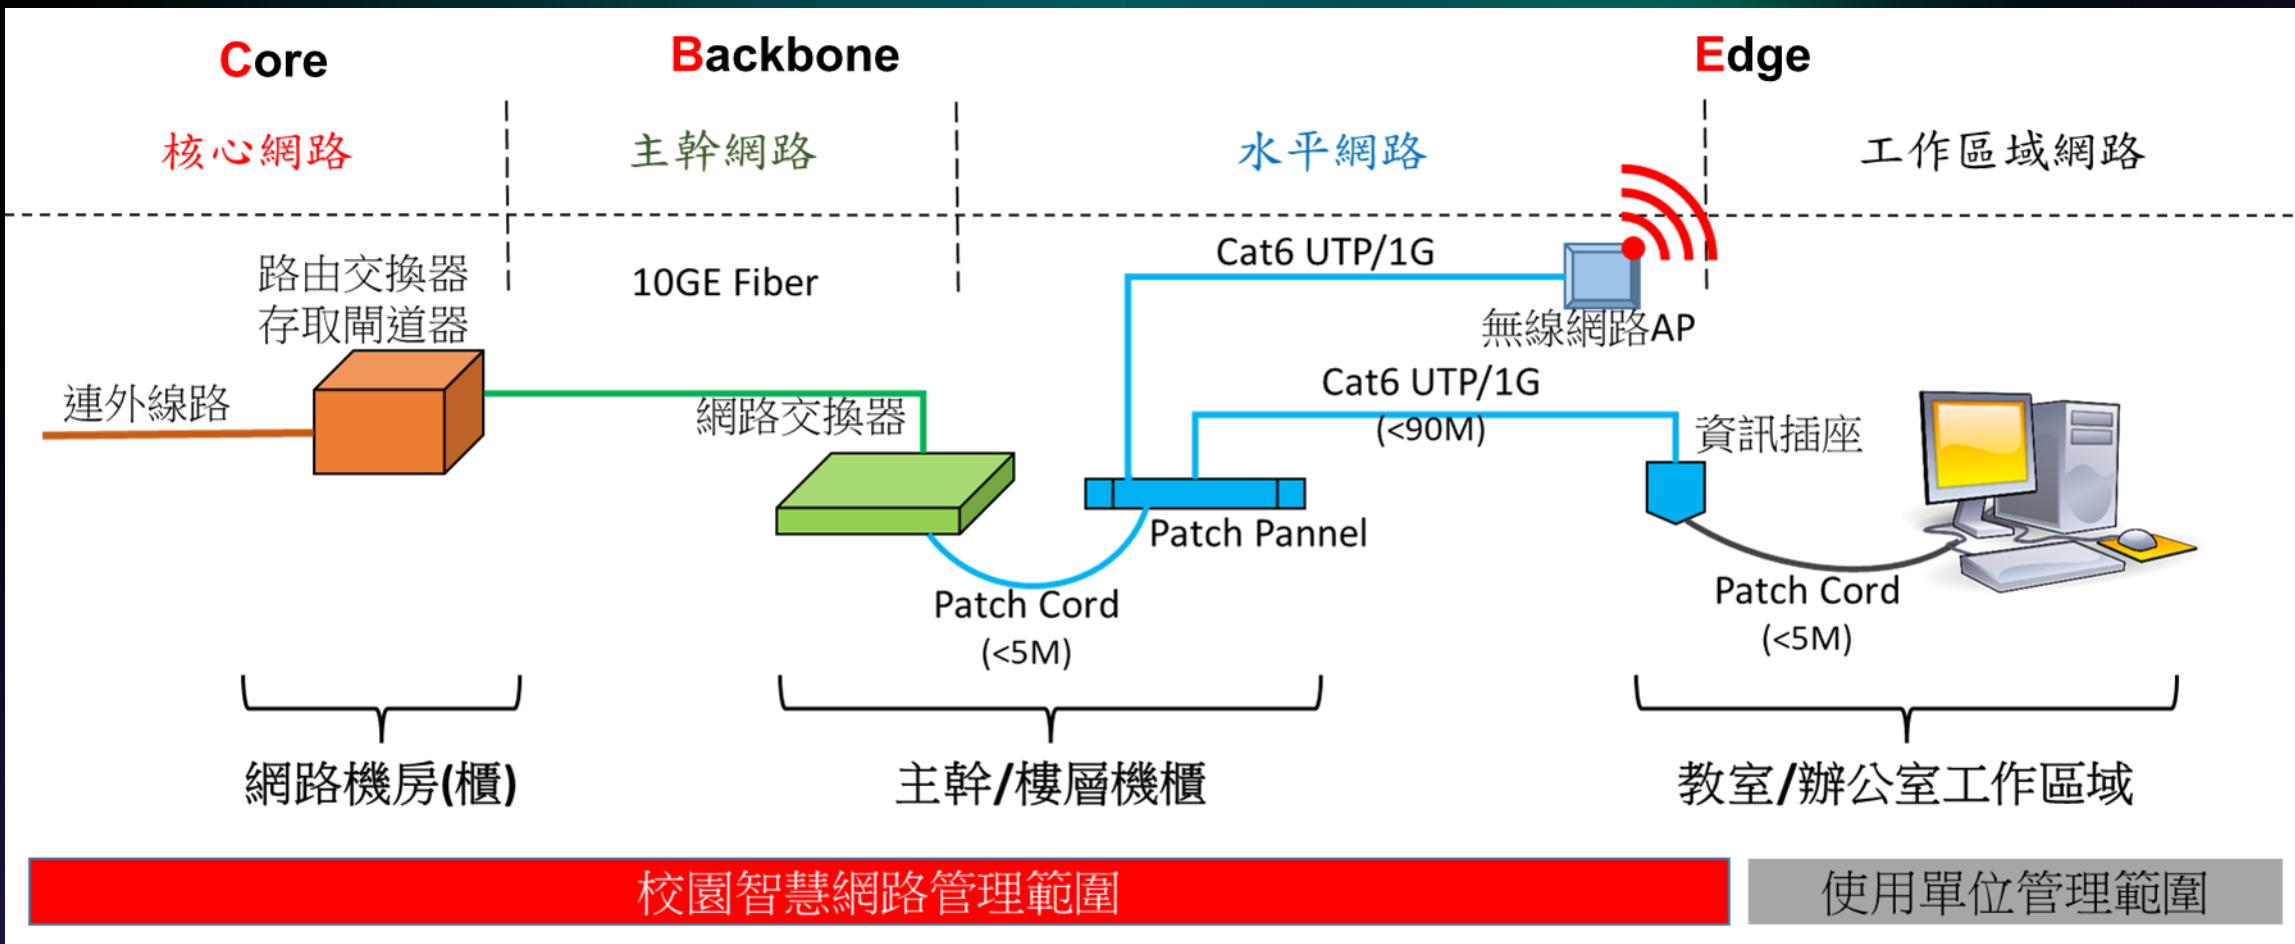 Core
Backbone
Edge
核心網路
主幹網路
水平網路
工作區域網路
路由交換器
存取閘道器
10GE Fiber
Cat6 UTP/1G
無線網路AP
連外線路
網路交換器
Cat6 UTP/1G
(<90M)
資訊插座
Patch Pannel
Patch Cord
(<5M)
Patch Cord
(<5M)
網路機房(櫃)
主幹/樓層機櫃
教室/辦公室工作區域
校園智慧網路管理範圍
使用單位管理範圍